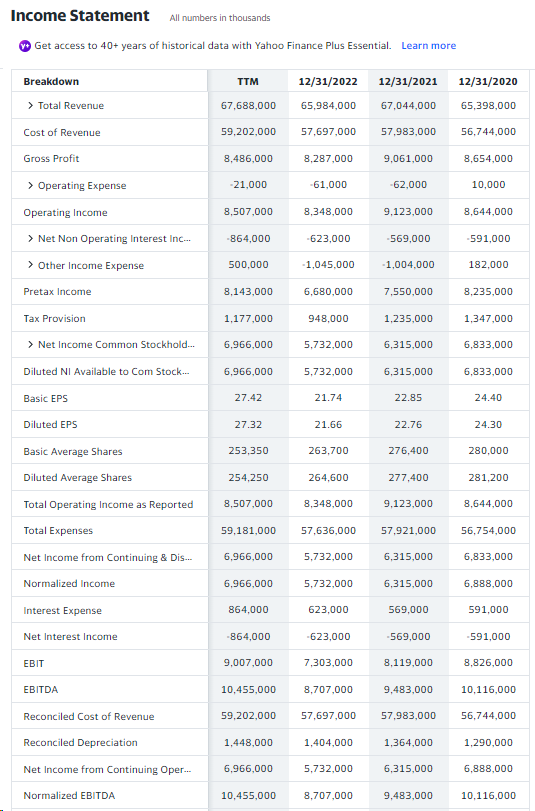 Income Statement All numbers in thousands
y+ Get access to 40+ years of historical data with Yahoo Finance Plus Essential. Learn more
Breakdown TTM 12/31/2022 12/31/2021 12/31/2020
> Total Revenue 67,688,000 65,984,000 67,044,000 65,398,000
Cost of Revenue 59,202,000 57,697,000 57,983,000 56,744,000
Gross Profit 8,486,000 8,287,000 9,061,000 8,654,000
> Operating Expense -21,000 -61,000 -62,000 10,000
Operating Income 8,507,000 8,348,000 9,123,000 8,644,000
> Net Non Operating Interest Inc... -864,000 -623,000 -569,000 -591,000
> Other Income Expense 500,000 -1,045,000 -1,004,000 182,000
Pretax Income 8,143,000 6,680,000 7,550,000 8,235,000
Tax Provision 1,177,000 948,000 1,235,000 1,347,000
> Net Income Common Stockhold... 6,966,000 5,732,000 6,315,000 6,833,000
Diluted NI Available to Com Stock... 6,966,000 5,732,000 6,315,000 6,833,000
Basic EPS 27.42 21.74 22.85 24.40
Diluted EPS 27.32 21.66 22.76 24.30
Basic Average Shares 253,350 263,700 276,400 280,000
Diluted Average Shares 254,250 264,600 277,400 281,200
Total Operating Income as Reported 8,507,000 8,348,000 9,123,000 8,644,000
Total Expenses 59,181,000 57,636,000 57,921,000 56,754,000
Net Income from Continuing & Dis... 6,966,000 5,732,000 6,315,000 6,833,000
Normalized Income 6,966,000 5,732,000 6,315,000 6,888,000
Interest Expense 864,000 623,000 569,000 591,000
Net Interest Income -864,000 -623,000 -569,000 -591,000
EBIT 9,007,000 7,303,000 8,119,000 8,826,000
EBITDA 10,455,000 8,707,000 9,483,000 10,116,000
Reconciled Cost of Revenue 59,202,000 57,697,000 57,983,000 56,744,000
Reconciled Depreciation 1,448,000 1,404,000 1,364,000 1,290,000
Net Income from Continuing Oper... 6,966,000 5,732,000 6,315,000 6,888,000
Normalized EBITDA 10,455,000 8,707,000 9,483,000 10,116,000